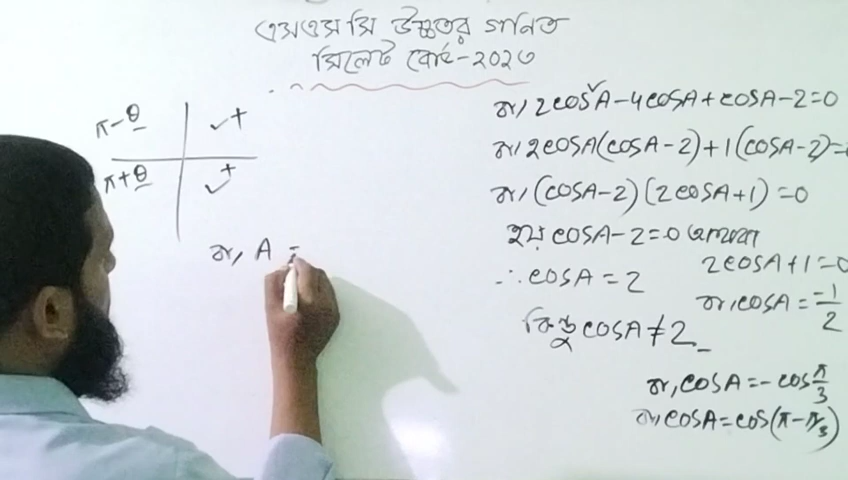 এসএসসি উচ্চতর গনিত
সিলেট বোর্ড-২০২৩
π-θ
+
π+θ
+
বা, A =
বা, 2cos²A-4cosA+cosA-2=0
বা, 2cosA(cosA-2)+1(cosA-2)=
বা, (cosA-2)(2cosA+1)=0
হয় cosA-2=0 অথবা
2cosA+1=0
∴cosA=2
বা, cosA=-1/2
কিন্তু cosA≠2
বা, cosA=-cosπ/3
বা, cosA=cos(π-π/3)